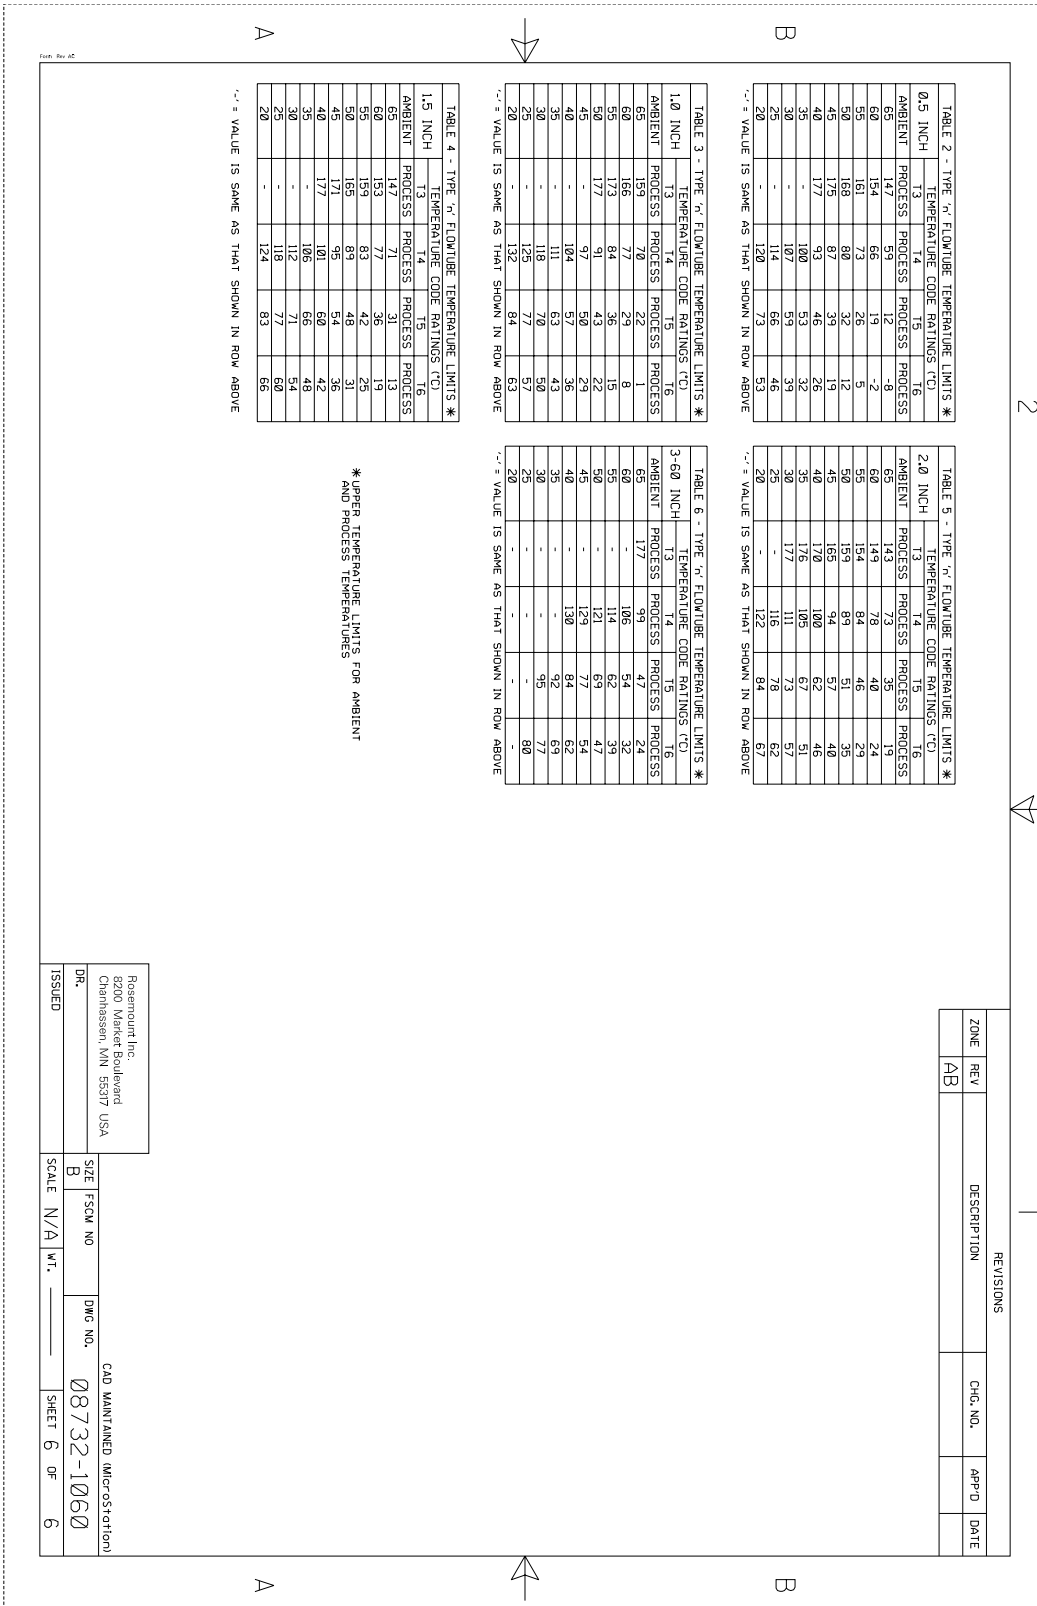 2
1
B
B
REVISIONS
ZONE REV DESCRIPTION CHG. NO. APP'D DATE
AB
TABLE 2 - TYPE 'n' FLOWTUBE TEMPERATURE LIMITS *
0.5 INCH TEMPERATURE CODE RATINGS (°C)
T3 T4 T5 T6
AMBIENT PROCESS PROCESS PROCESS PROCESS
65 147 59 12 -8
60 154 66 19 -2
55 161 73 26 5
50 168 80 32 12
45 175 87 39 19
40 177 93 46 26
35 - 100 53 32
30 - 107 59 39
25 - 114 66 46
20 - 120 73 53
'-' = VALUE IS SAME AS THAT SHOWN IN ROW ABOVE
TABLE 5 - TYPE 'n' FLOWTUBE TEMPERATURE LIMITS *
2.0 INCH TEMPERATURE CODE RATINGS (°C)
T3 T4 T5 T6
AMBIENT PROCESS PROCESS PROCESS PROCESS
65 143 73 35 19
60 149 78 40 24
55 154 84 46 29
50 159 89 51 35
45 165 94 57 40
40 170 100 62 46
35 176 105 67 51
30 177 111 73 57
25 - 116 78 62
20 - 122 84 67
'-' = VALUE IS SAME AS THAT SHOWN IN ROW ABOVE
TABLE 3 - TYPE 'n' FLOWTUBE TEMPERATURE LIMITS *
1.0 INCH TEMPERATURE CODE RATINGS (°C)
T3 T4 T5 T6
AMBIENT PROCESS PROCESS PROCESS PROCESS
65 159 70 22 1
60 166 77 29 8
55 173 84 36 15
50 177 91 43 22
45 - 97 50 29
40 - 104 57 36
35 - 111 63 43
30 - 118 70 50
25 - 125 77 57
20 - 132 84 63
'-' = VALUE IS SAME AS THAT SHOWN IN ROW ABOVE
TABLE 6 - TYPE 'n' FLOWTUBE TEMPERATURE LIMITS *
3-60 INCH TEMPERATURE CODE RATINGS (°C)
T3 T4 T5 T6
AMBIENT PROCESS PROCESS PROCESS PROCESS
65 177 99 47 24
60 - 106 54 32
55 - 114 62 39
50 - 121 69 47
45 - 129 77 54
40 - 130 84 62
35 - - 92 69
30 - - 95 77
25 - - - 80
20 - - - -
'-' = VALUE IS SAME AS THAT SHOWN IN ROW ABOVE
TABLE 4 - TYPE 'n' FLOWTUBE TEMPERATURE LIMITS *
1.5 INCH TEMPERATURE CODE RATINGS (°C)
T3 T4 T5 T6
AMBIENT PROCESS PROCESS PROCESS PROCESS
65 147 71 31 13
60 153 77 36 19
55 159 83 42 25
50 165 89 48 31
45 171 95 54 36
40 177 101 60 42
35 - 106 66 48
30 - 112 71 54
25 - 118 77 60
20 - 124 83 66
'-' = VALUE IS SAME AS THAT SHOWN IN ROW ABOVE
* UPPER TEMPERATURE LIMITS FOR AMBIENT
AND PROCESS TEMPERATURES
A
A
Rosemount Inc.
8200 Market Boulevard
Chanhassen, MN 55317 USA
CAD MAINTAINED (MicroStation)
DR.
SIZE B FSCM NO DWG NO. 08732-1060
ISSUED
SCALE N/A WT. SHEET 6 OF 6
Form Rev AC